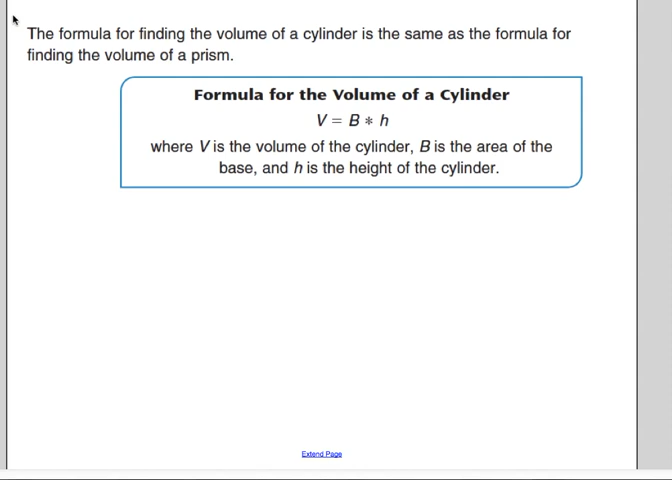 The formula for finding the volume of a cylinder is the same as the formula for
finding the volume of a prism.
Formula for the Volume of a Cylinder
V = B * h
where V is the volume of the cylinder, B is the area of the
base, and h is the height of the cylinder.
Extend Page